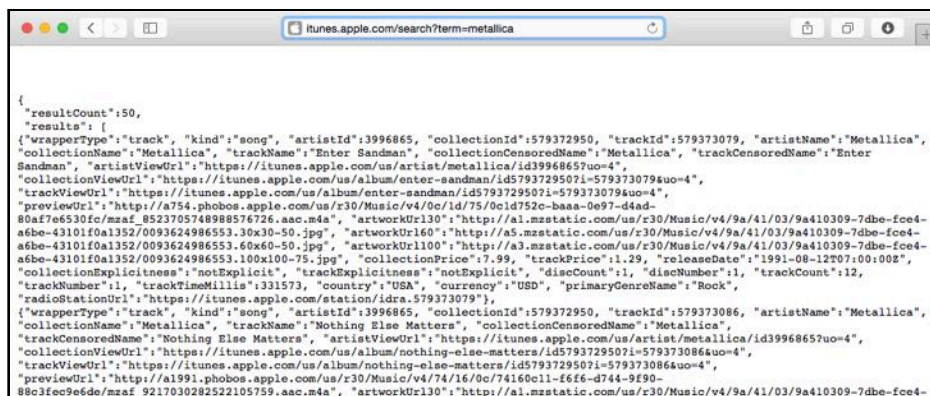 itunes.apple.com/search?term=metallica
{
"resultCount":50,
"results": [
{"wrapperType":"track", "kind":"song", "artistId":3996865, "collectionId":579372950, "trackId":579373079, "artistName":"Metallica",
"collectionName":"Metallica", "trackName":"Enter Sandman", "collectionCensoredName":"Metallica", "trackCensoredName":"Enter
Sandman", "artistViewUrl":"https://itunes.apple.com/us/artist/metallica/id3996865?uo=4",
"collectionViewUrl":"https://itunes.apple.com/us/album/enter-sandman/id579372950?i=579373079&uo=4",
"trackViewUrl":"https://itunes.apple.com/us/album/enter-sandman/id579372950?i=579373079&uo=4",
"previewUrl":"http://a754.phobos.apple.com/us/r30/Music/v4/0c/1d/75/0c1d752c-baaa-0e97-d4ad-
80af7e6530fc/mzaf_8523705748988576726.aac.m4a", "artworkUrl30":"http://a1.mzstatic.com/us/r30/Music/v4/9a/41/03/9a410309-7dbe-fce4-
a6be-43101f0a1352/0093624986553.30x30-50.jpg", "artworkUrl60":"http://a5.mzstatic.com/us/r30/Music/v4/9a/41/03/9a410309-7dbe-fce4-
a6be-43101f0a1352/0093624986553.60x60-50.jpg", "artworkUrl100":"http://a3.mzstatic.com/us/r30/Music/v4/9a/41/03/9a410309-7dbe-fce4-
a6be-43101f0a1352/0093624986553.100x100-75.jpg", "collectionPrice":7.99, "trackPrice":1.29, "releaseDate":"1991-08-12T07:00:00Z",
"collectionExplicitness":"notExplicit", "trackExplicitness":"notExplicit", "discCount":1, "discNumber":1, "trackCount":12,
"trackNumber":1, "trackTimeMillis":331573, "country":"USA", "currency":"USD", "primaryGenreName":"Rock",
"radioStationUrl":"https://itunes.apple.com/station/idra.579373079"},
{"wrapperType":"track", "kind":"song", "artistId":3996865, "collectionId":579372950, "trackId":579373086, "artistName":"Metallica",
"collectionName":"Metallica", "trackName":"Nothing Else Matters", "collectionCensoredName":"Metallica",
"trackCensoredName":"Nothing Else Matters", "artistViewUrl":"https://itunes.apple.com/us/artist/metallica/id3996865?uo=4",
"collectionViewUrl":"https://itunes.apple.com/us/album/nothing-else-matters/id579372950?i=579373086&uo=4",
"trackViewUrl":"https://itunes.apple.com/us/album/nothing-else-matters/id579372950?i=579373086&uo=4",
"previewUrl":"http://a1991.phobos.apple.com/us/r30/Music/v4/74/16/0c/74160c11-f6f6-d744-9f90-
88c3fec9e6de/mzaf_9217030282522105759.aac.m4a", "artworkUrl30":"http://a1.mzstatic.com/us/r30/Music/v4/9a/41/03/9a410309-7dbe-fce4-